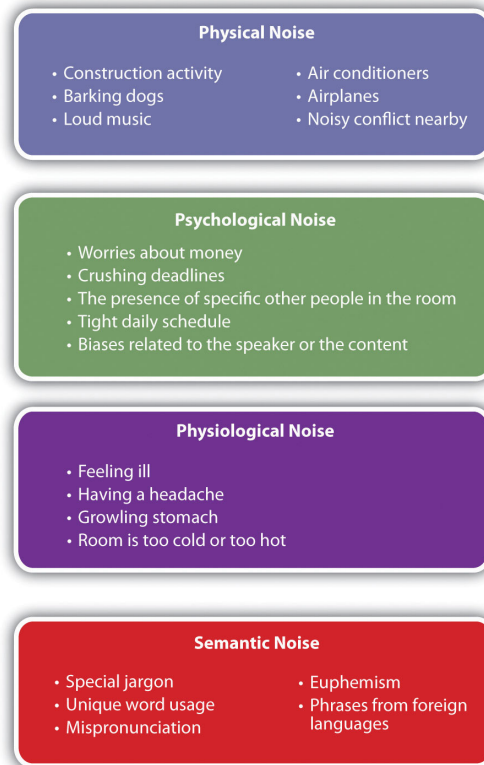 Physical Noise
• Construction activity
• Barking dogs
• Loud music
• Air conditioners
• Airplanes
• Noisy conflict nearby
Psychological Noise
• Worries about money
• Crushing deadlines
• The presence of specific other people in the room
• Tight daily schedule
• Biases related to the speaker or the content
Physiological Noise
• Feeling ill
• Having a headache
• Growling stomach
• Room is too cold or too hot
Semantic Noise
• Special jargon
• Unique word usage
• Mispronunciation
• Euphemism
• Phrases from foreign
languages